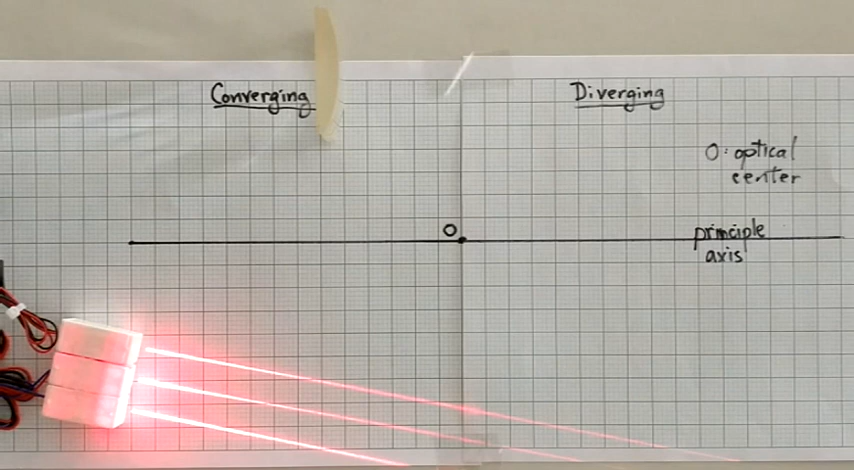 Converging
Diverging
O: optical
center
O
principle
axis